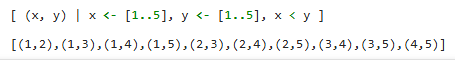 [ (x, y) | x <- [1..5], y <- [1..5], x < y ]
[(1,2),(1,3),(1,4),(1,5),(2,3),(2,4),(2,5),(3,4),(3,5),(4,5)]